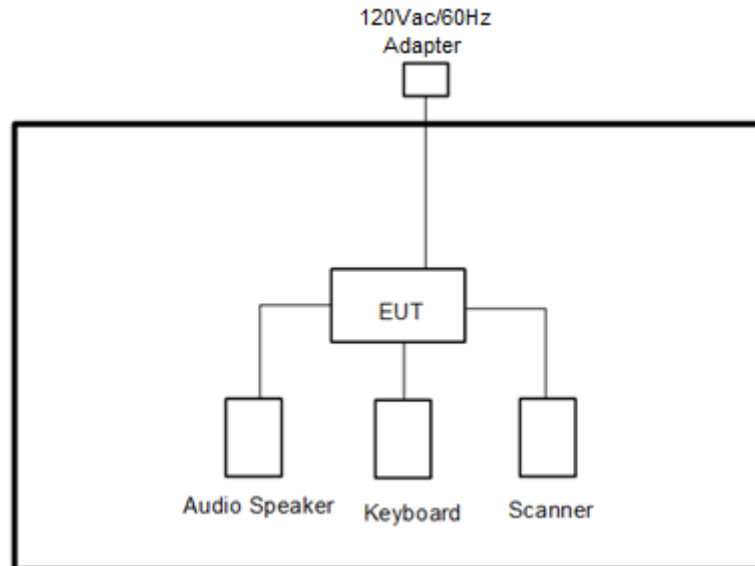 120Vac/60Hz
Adapter
EUT
Audio Speaker
Keyboard
Scanner